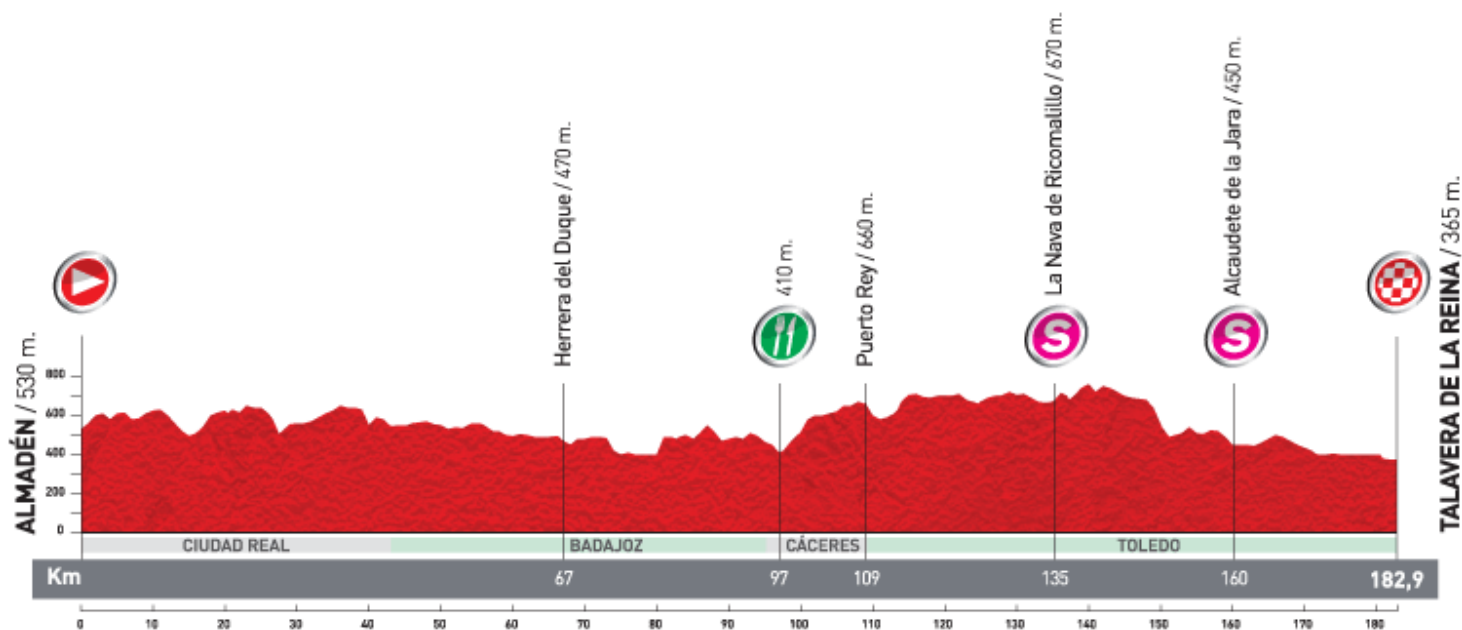 Herrera del Duque / 470 m.
410 m.
Puerto Rey / 660 m.
La Nava de Ricomalillo / 670 m.
Alcaudete de la Jara / 450 m.
S
S
ALMADÉN / 530 m.
TALAVERA DE LA REINA / 365 m.
800
600
400
200
0
CIUDAD REAL BADAJOZ CÁCERES TOLEDO
Km 67 97 109 135 160 182,9
0 10 20 30 40 50 60 70 80 90 100 110 120 130 140 150 160 170 180